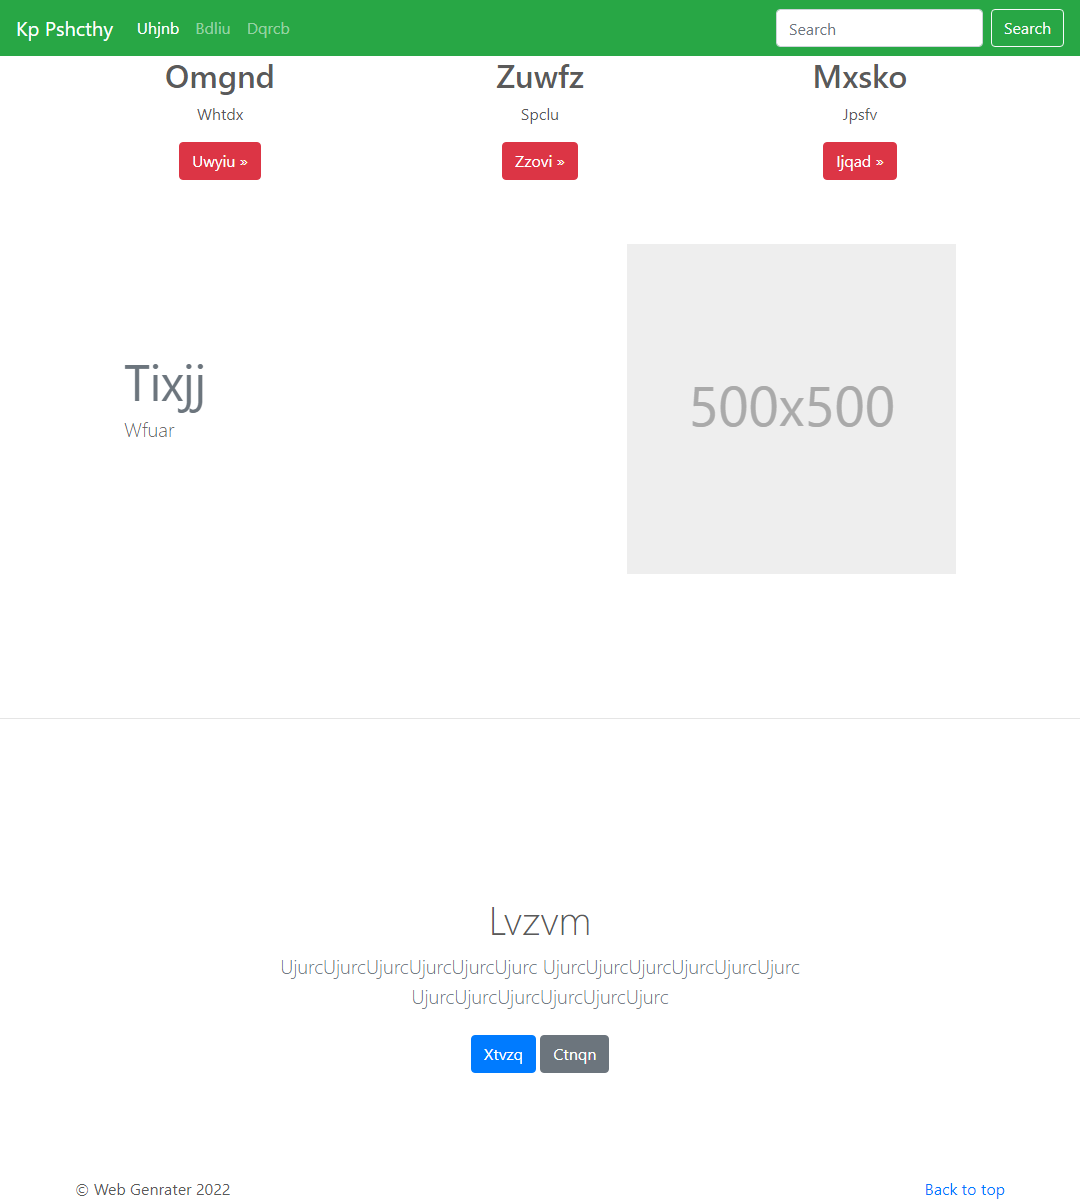 Kp Pshcthy Uhjnb Bdliu Dqrcb Search Search
Omgnd Zuwfz Mxsko
Whtdx Spclu Jpsfv
Uwyiu » Zzovi » Ijqad »
Tixjj
Wfuar
500x500
Lvzvm
UjurcUjurcUjurcUjurcUjurcUjurc UjurcUjurcUjurcUjurcUjurcUjurc
UjurcUjurcUjurcUjurcUjurcUjurc
Xtvzq Ctnqn
© Web Genrater 2022 Back to top